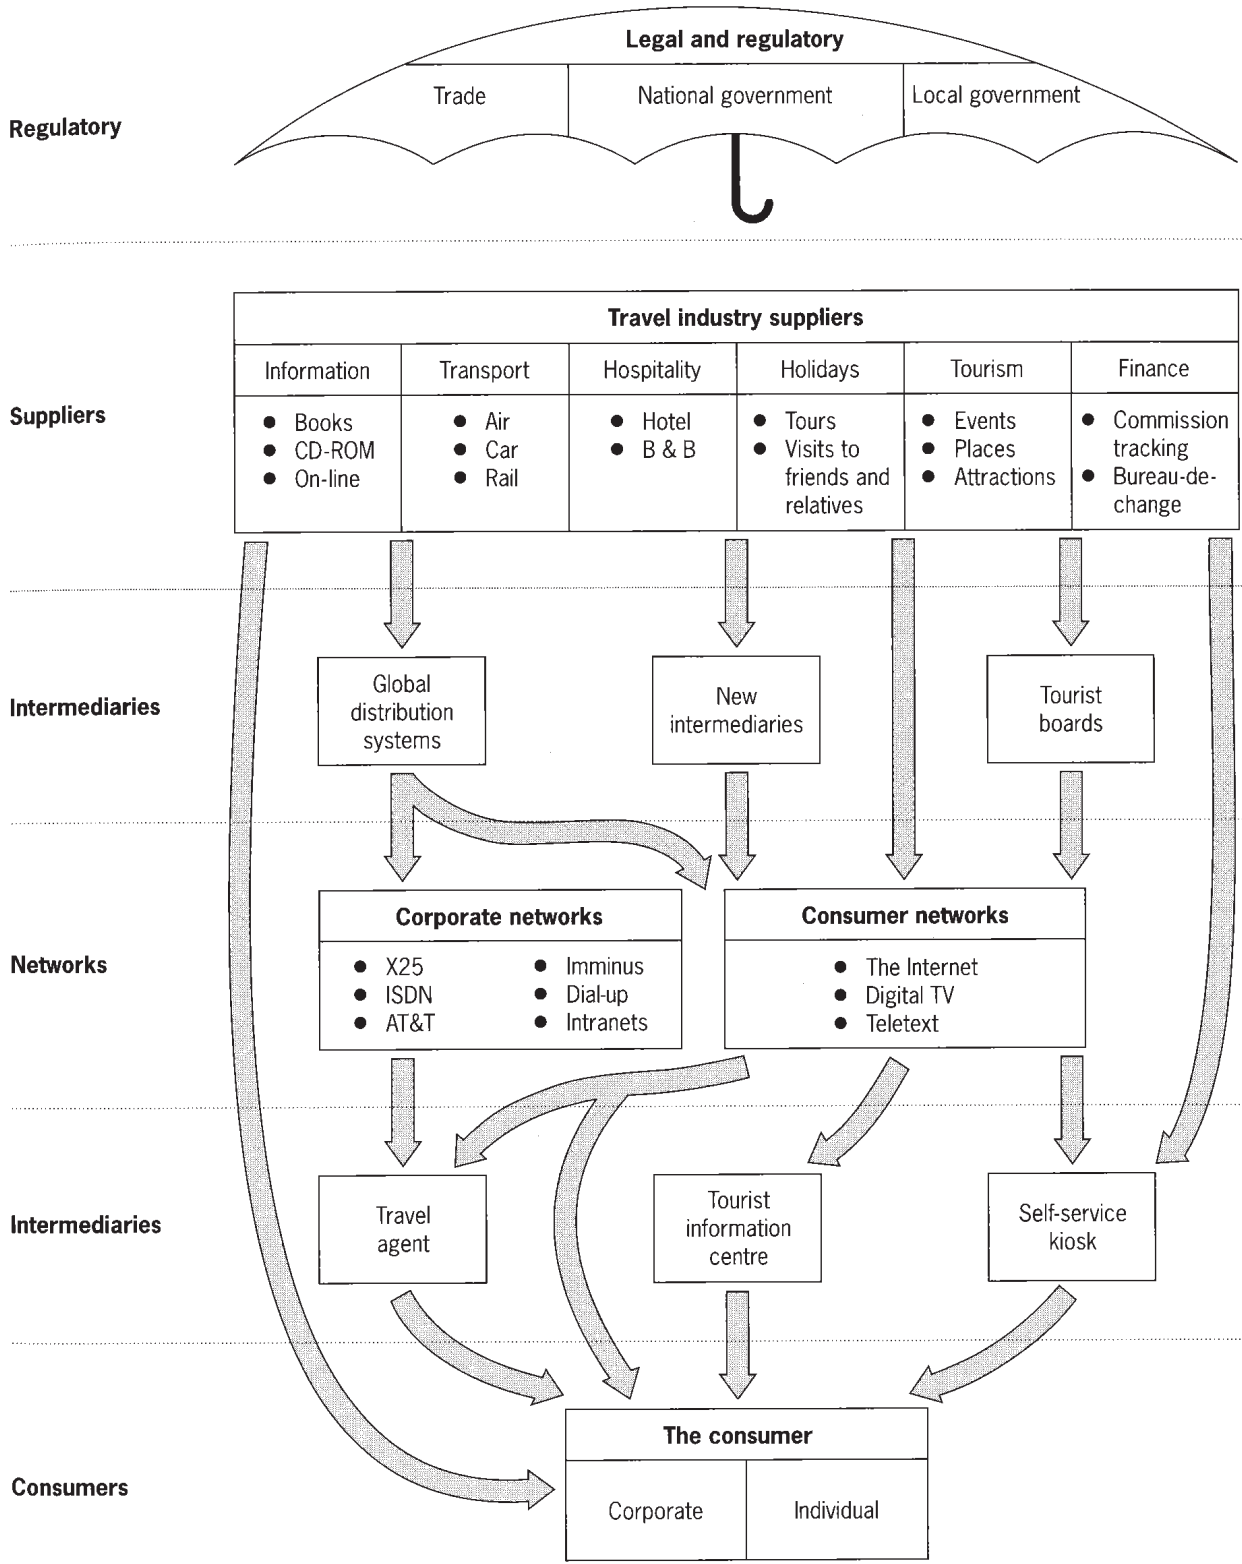 Legal and regulatory
Trade
National government
Local government
Regulatory
Travel industry suppliers
Information
Transport
Hospitality
Holidays
Tourism
Finance
Suppliers
● Books
● CD-ROM
● On-line
● Air
● Car
● Rail
● Hotel
● B & B
● Tours
● Visits to
friends and
relatives
● Events
● Places
● Attractions
● Commission
tracking
● Bureau-de-
change
Intermediaries
Global
distribution
systems
New
intermediaries
Tourist
boards
Networks
Corporate networks
● X25
● ISDN
● AT&T
● Imminus
● Dial-up
● Intranets
Consumer networks
● The Internet
● Digital TV
● Teletext
Intermediaries
Travel
agent
Tourist
information
centre
Self-service
kiosk
Consumers
The consumer
Corporate
Individual